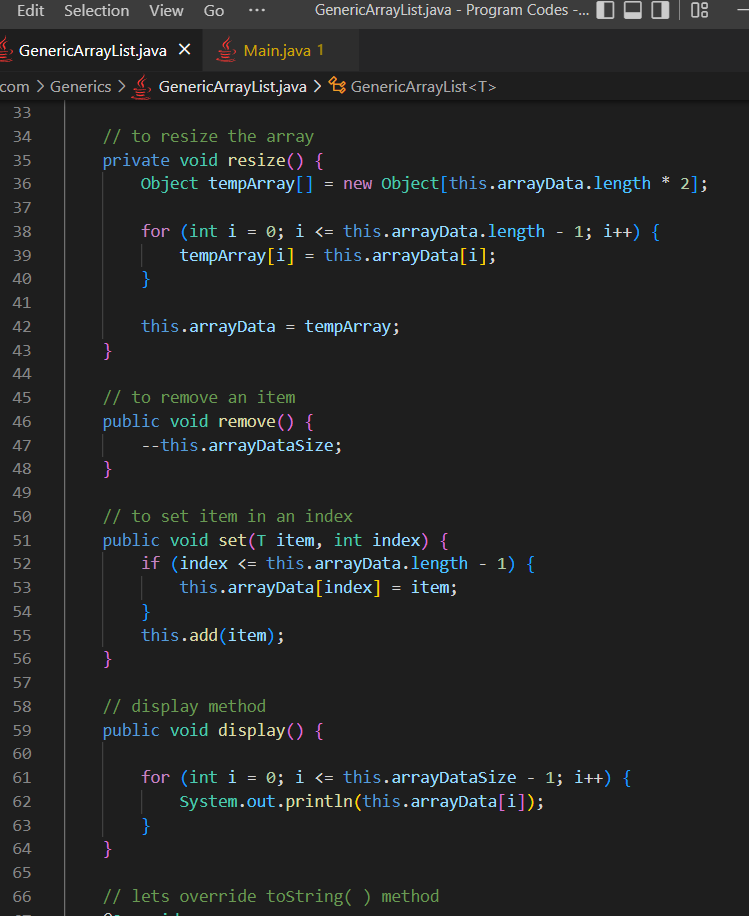 Edit Selection View Go ··· GenericArrayList.java - Program Codes -...
GenericArrayList.java × Main.java 1
com > Generics > GenericArrayList.java > GenericArrayList<T>
33
34 // to resize the array
35 private void resize() {
36 Object tempArray[] = new Object[this.arrayData.length * 2];
37
38 for (int i = 0; i <= this.arrayData.length - 1; i++) {
39 tempArray[i] = this.arrayData[i];
40 }
41
42 this.arrayData = tempArray;
43 }
44
45 // to remove an item
46 public void remove() {
47 --this.arrayDataSize;
48 }
49
50 // to set item in an index
51 public void set(T item, int index) {
52 if (index <= this.arrayData.length - 1) {
53 this.arrayData[index] = item;
54 }
55 this.add(item);
56 }
57
58 // display method
59 public void display() {
60
61 for (int i = 0; i <= this.arrayDataSize - 1; i++) {
62 System.out.println(this.arrayData[i]);
63 }
64 }
65
66 // lets override toString( ) method